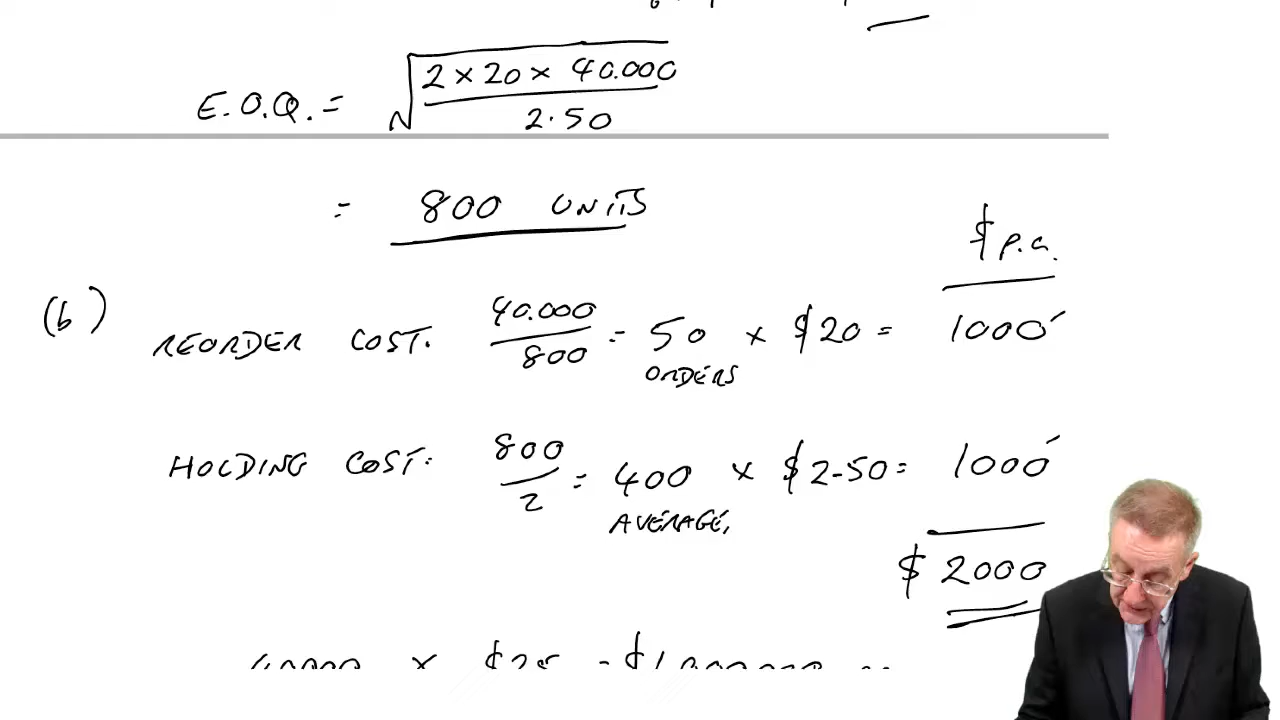 E.O.Q. = √ 2 × 20 × 40.000
2.50
= 800 UNITS
$ p.a.
(b) REORDER COST. 40.000 / 800 = 50 × $20 = 1000
ORDERS
HOLDING COST. 800 / 2 = 400 × $2.50 = 1000
AVERAGE,
$ 2000